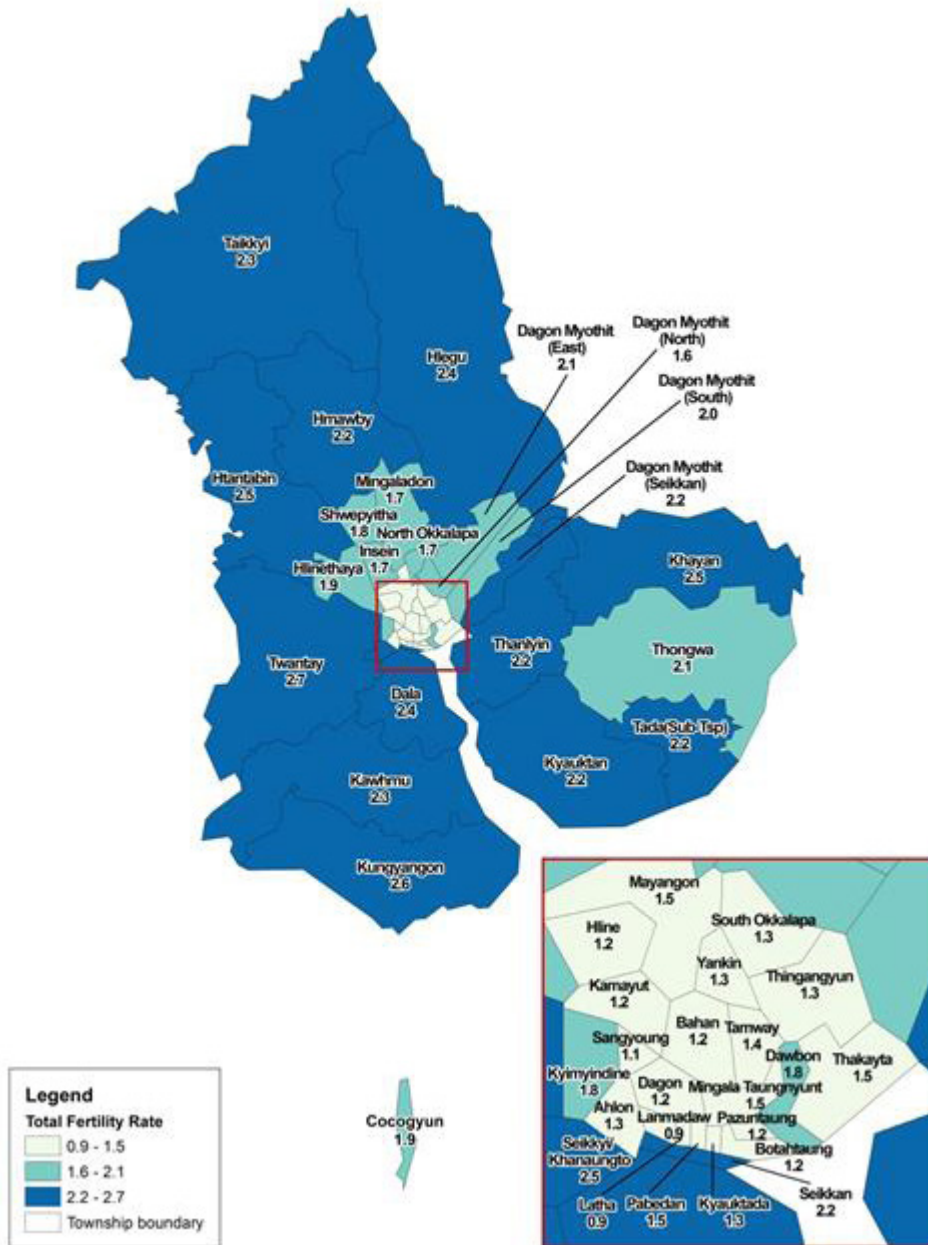 Taikkyi
2.3
Hlegu
2.4
Dagon Myothit
(East)
2.1
Dagon Myothit
(North)
1.6
Dagon Myothit
(South)
2.0
Dagon Myothit
(Seikkan)
2.2
Hmawby
2.2
Htantabin
2.5
Mingaladon
1.7
Shwepyitha
1.8
North Okkalapa
1.7
Insein
1.7
Hlinethaya
1.9
Khayan
2.5
Thongwa
2.1
Thanlyin
2.2
Twantay
2.7
Dala
2.4
Tada(Sub-Tsp)
2.2
Kyauktan
2.2
Kawhmu
2.3
Kungyangon
2.6
Mayangon
1.5
South Okkalapa
1.3
Hline
1.2
Yankin
1.3
Thingangyun
1.3
Kamayut
1.2
Bahan
1.2
Tamway
1.4
Sangyoung
1.1
Dawbon
1.8
Thakayta
1.5
Kyimyindine
1.8
Dagon
1.2
Mingala Taungnyunt
1.5
Ahlon
1.3
Lanmadaw
0.9
Pazuntaung
1.2
Seikkyi/
Khanaungto
2.5
Botahtaung
1.2
Latha
0.9
Pabedan
1.5
Kyauktada
1.3
Seikkan
2.2
Cocogyun
1.9
Legend
Total Fertility Rate
0.9 - 1.5
1.6 - 2.1
2.2 - 2.7
Township boundary